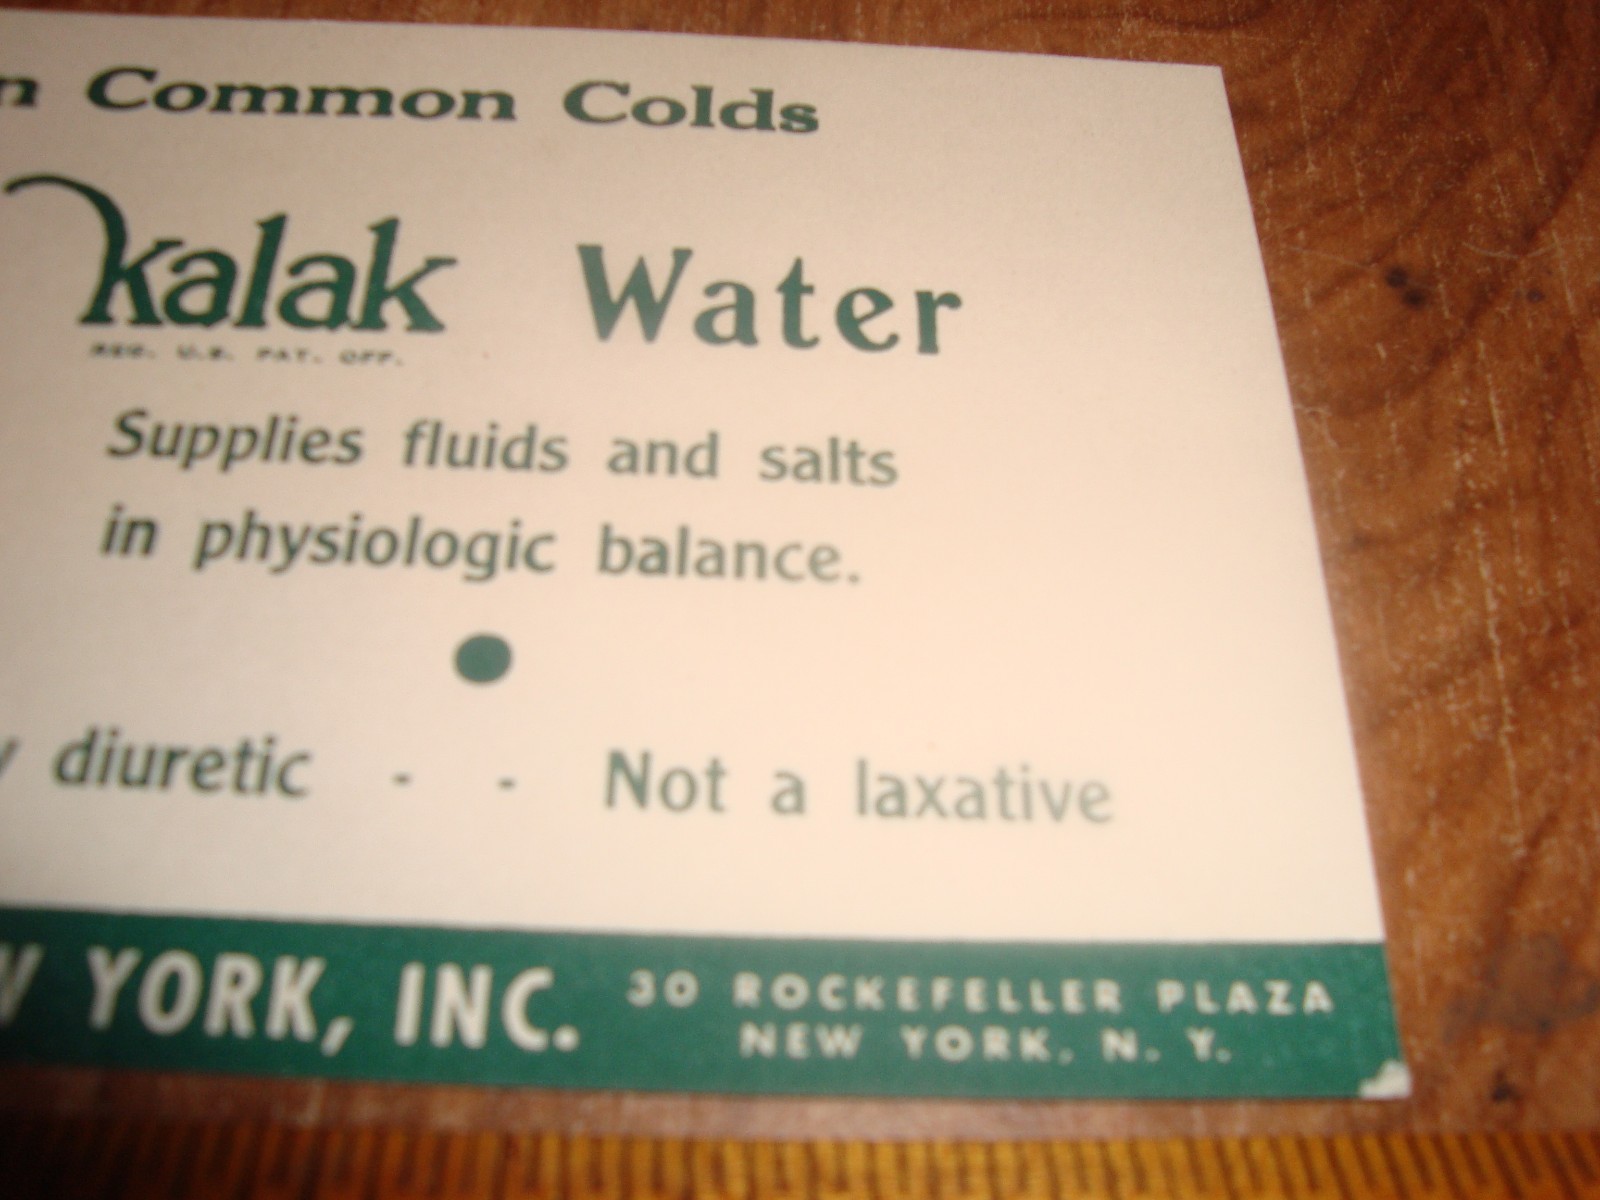 n Common Colds
Kalak Water
REG. U.S. PAT. OFF.
Supplies fluids and salts
in physiologic balance.
y diuretic - - Not a laxative
W YORK, INC. 30 ROCKEFELLER PLAZA
NEW YORK, N. Y.